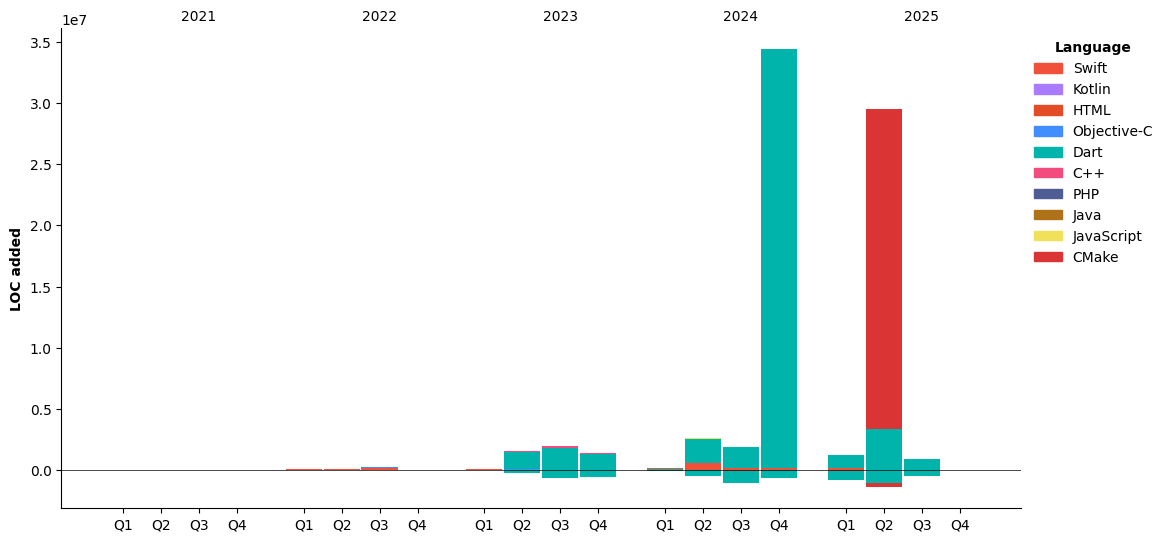 2021 2022 2023 2024 2025
1e7
3.5
3.0
2.5
2.0
1.5
1.0
0.5
0.0
LOC added
Q1 Q2 Q3 Q4 Q1 Q2 Q3 Q4 Q1 Q2 Q3 Q4 Q1 Q2 Q3 Q4 Q1 Q2 Q3 Q4
Language
Swift
Kotlin
HTML
Objective-C
Dart
C++
PHP
Java
JavaScript
CMake